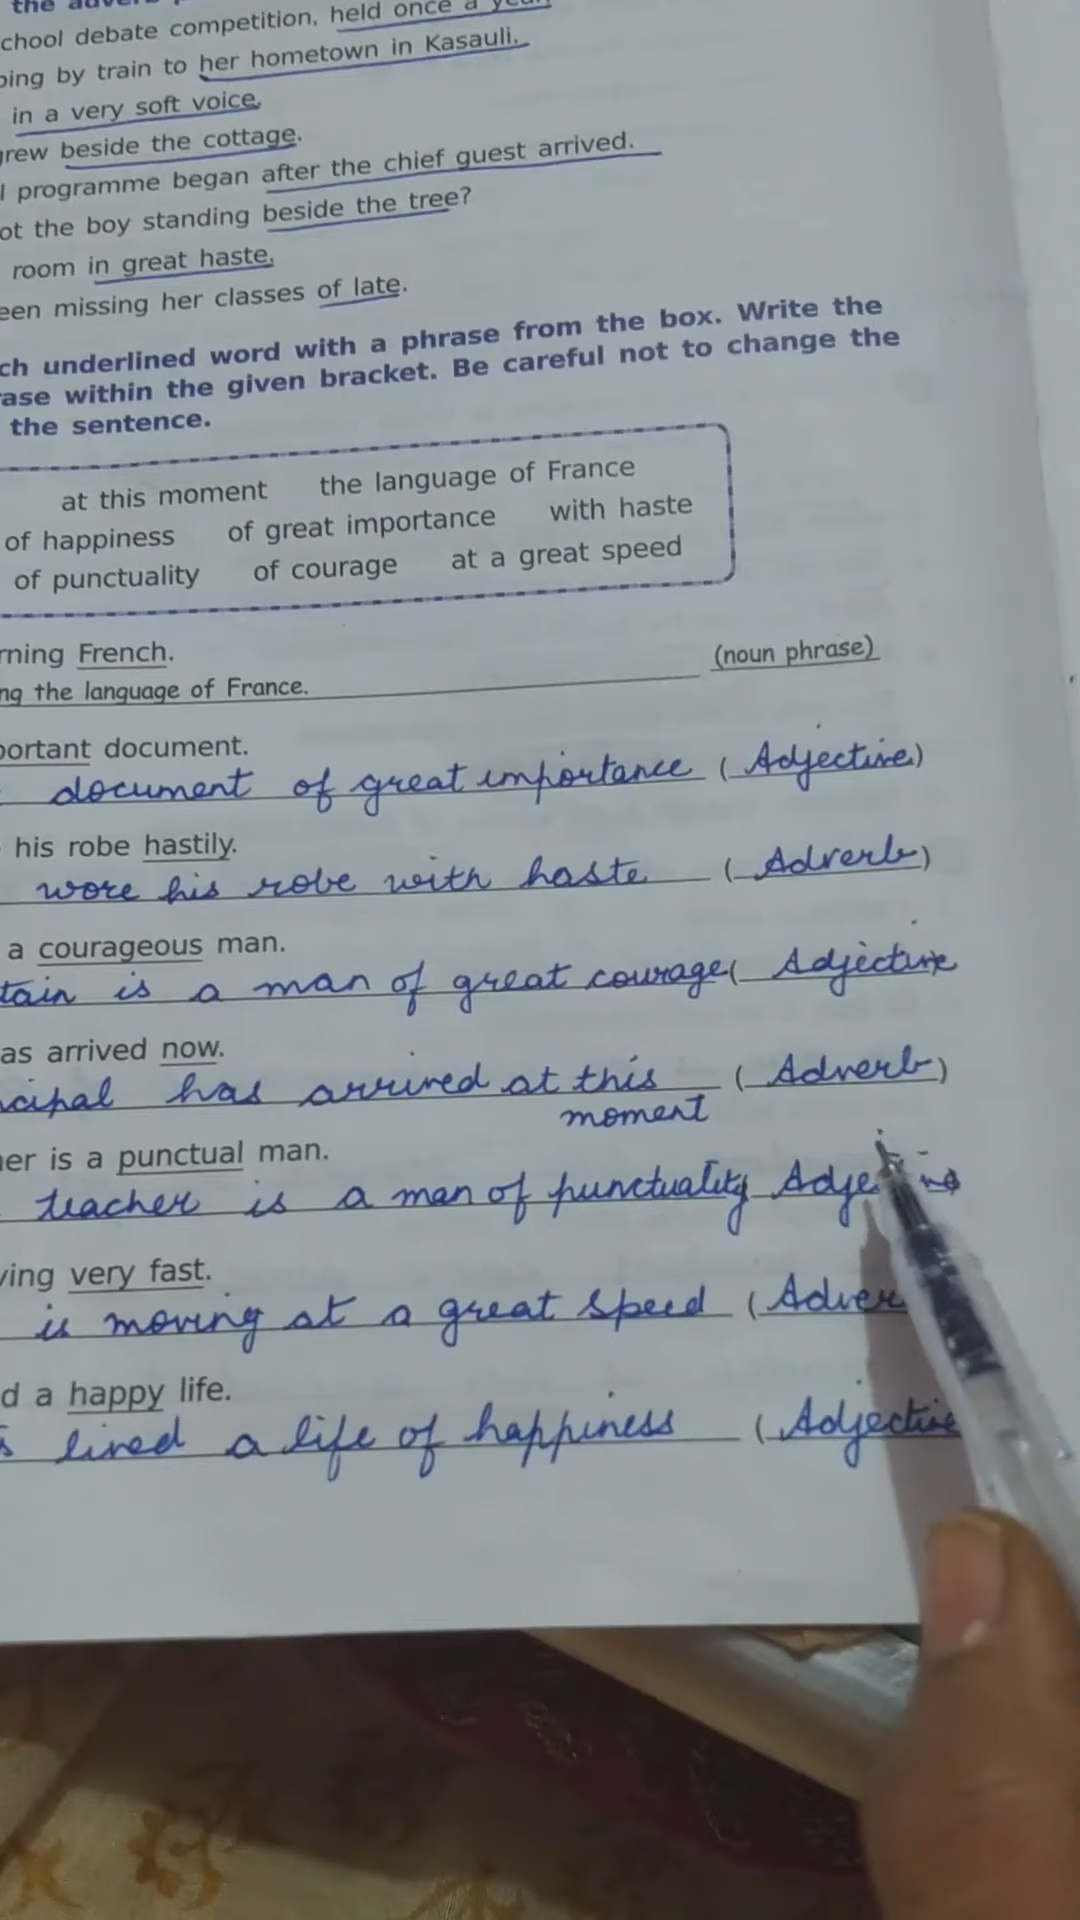 the adverb
chool debate competition, held once a year
oing by train to her hometown in Kasauli.
in a very soft voice.
rew beside the cottage.
l programme began after the chief guest arrived.
ot the boy standing beside the tree?
room in great haste.
een missing her classes of late.
ch underlined word with a phrase from the box. Write the
ase within the given bracket. Be careful not to change the
the sentence.
at this moment the language of France
of happiness of great importance with haste
of punctuality of courage at a great speed
rning French.
(noun phrase)
ng the language of France.
portant document.
document of great importance (Adjective)
his robe hastily.
wore his robe with haste (Adverb)
a courageous man.
tain is a man of great courage (Adjective
as arrived now.
cipal has arrived at this (Adverb)
moment
her is a punctual man.
teacher is a man of punctuality Adje
ving very fast.
is moving at a great speed (Adver
d a happy life.
s lived a life of happiness (Adjective